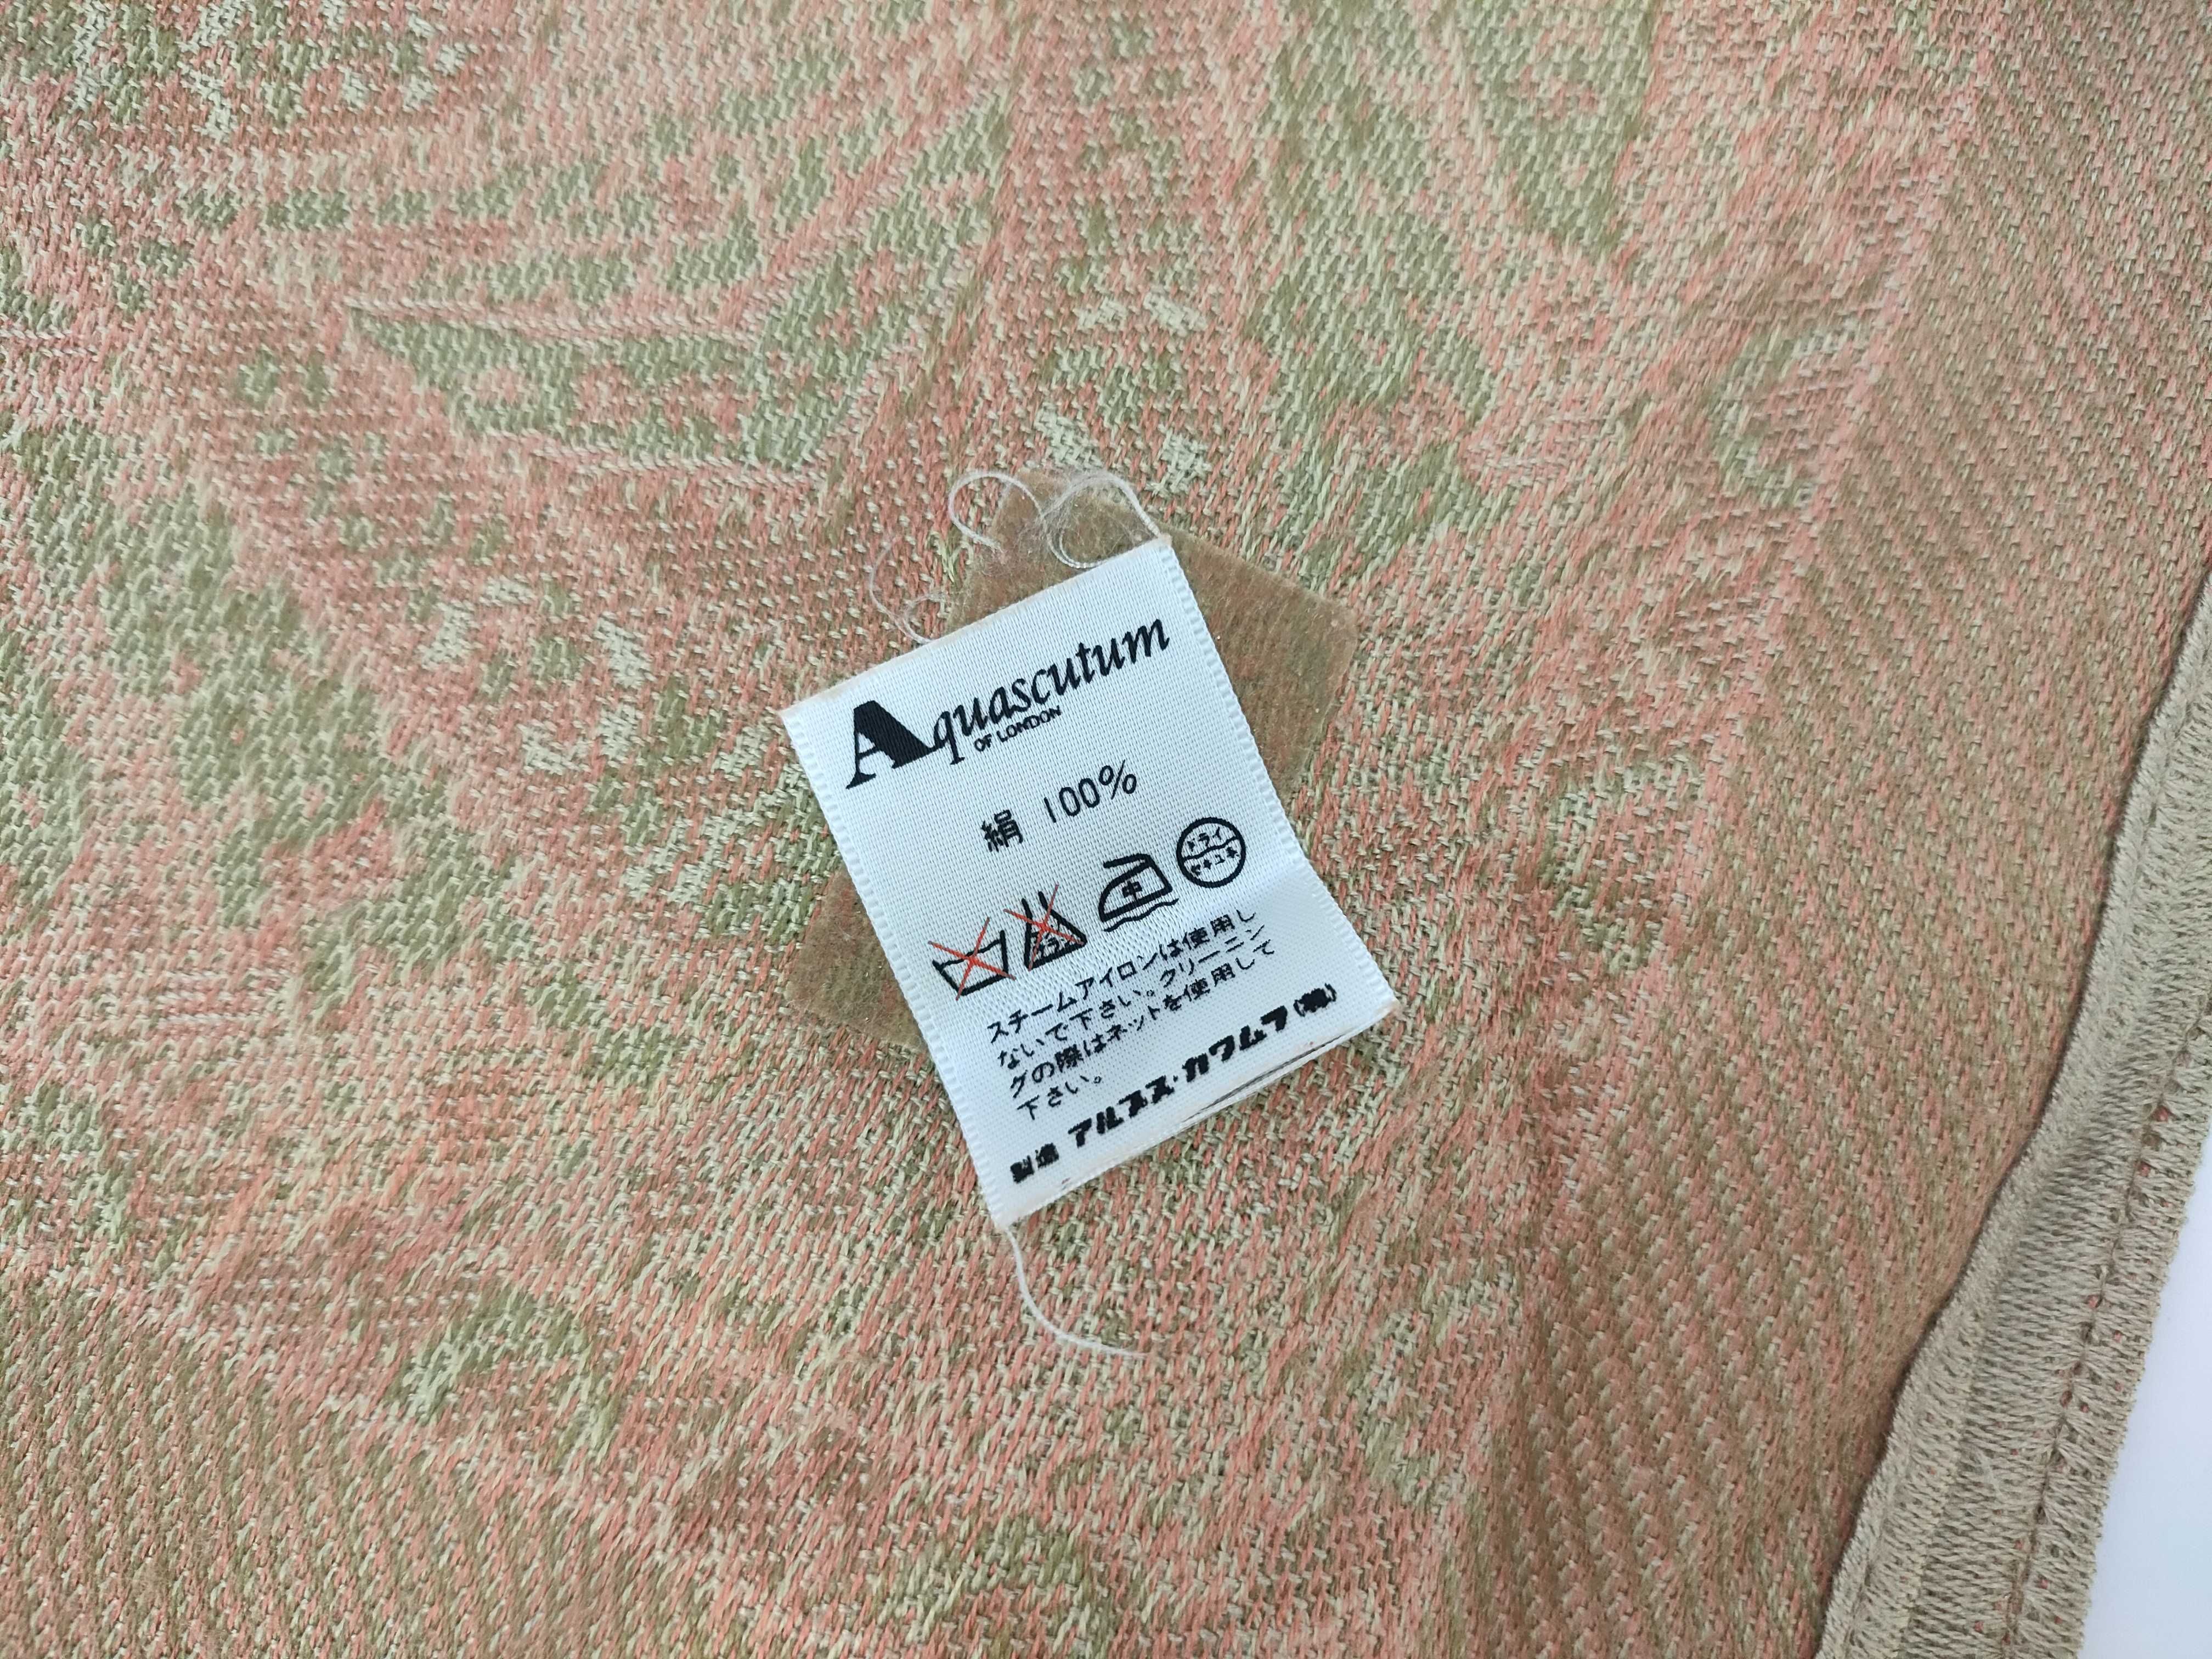 Aquascutum
OF LONDON
絹 100%
中
ドライ
セキユ系
スチームアイロンは使用し
ないで下さい。クリーニン
グの際はネットを使用して
下さい。
製造 アルプス・カワムラ(株)